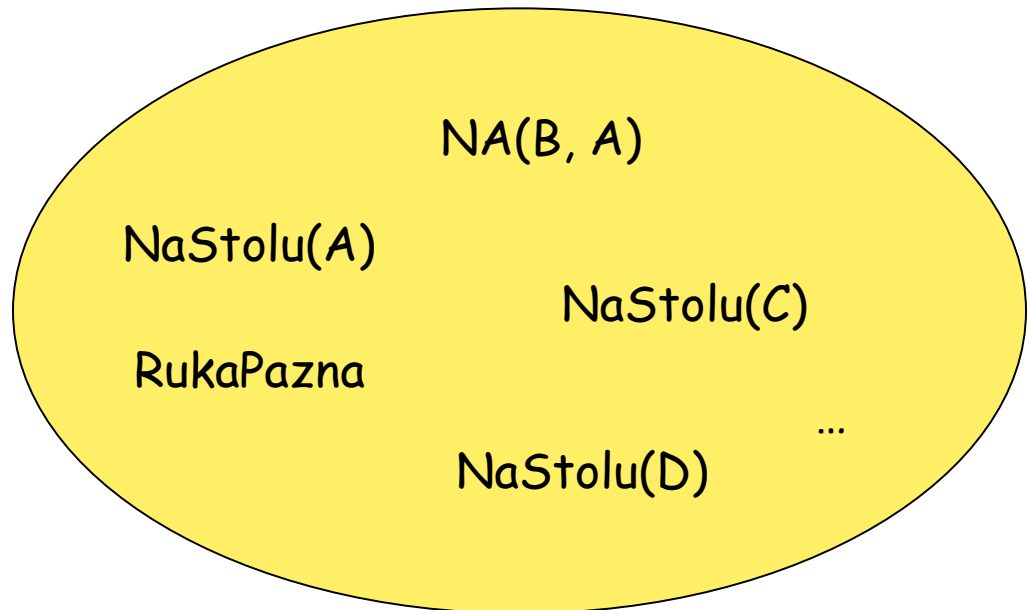 NA(B, A)
NaStolu(A)
NaStolu(C)
RukaPazna
...
NaStolu(D)